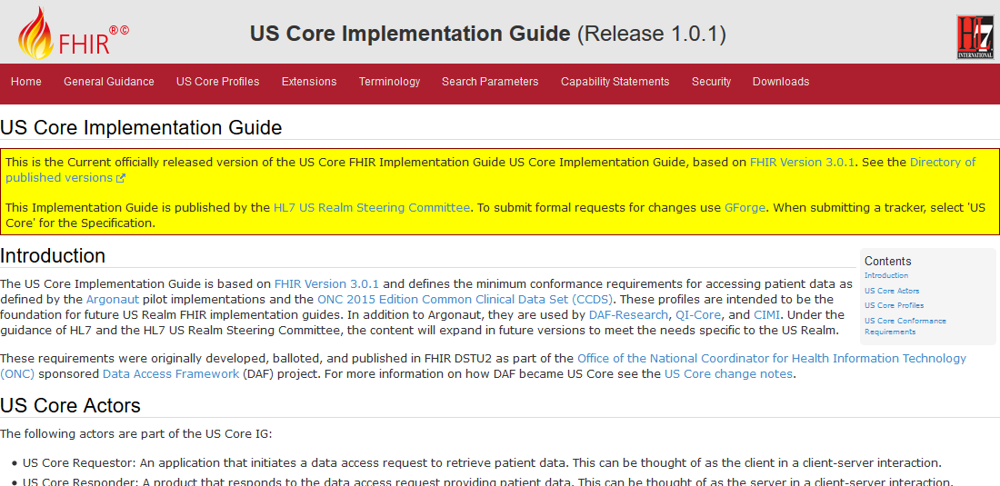 FHIR®©
US Core Implementation Guide (Release 1.0.1)
HL7
INTERNATIONAL
Home General Guidance US Core Profiles Extensions Terminology Search Parameters Capability Statements Security Downloads
US Core Implementation Guide
This is the Current officially released version of the US Core FHIR Implementation Guide US Core Implementation Guide, based on FHIR Version 3.0.1. See the Directory of
published versions
This Implementation Guide is published by the HL7 US Realm Steering Committee. To submit formal requests for changes use GForge. When submitting a tracker, select 'US
Core' for the Specification.
Introduction
The US Core Implementation Guide is based on FHIR Version 3.0.1 and defines the minimum conformance requirements for accessing patient data as
defined by the Argonaut pilot implementations and the ONC 2015 Edition Common Clinical Data Set (CCDS). These profiles are intended to be the
foundation for future US Realm FHIR implementation guides. In addition to Argonaut, they are used by DAF-Research, QI-Core, and CIMI. Under the
guidance of HL7 and the HL7 US Realm Steering Committee, the content will expand in future versions to meet the needs specific to the US Realm.
Contents
Introduction
US Core Actors
US Core Profiles
US Core Conformance
Requirements
These requirements were originally developed, balloted, and published in FHIR DSTU2 as part of the Office of the National Coordinator for Health Information Technology
(ONC) sponsored Data Access Framework (DAF) project. For more information on how DAF became US Core see the US Core change notes.
US Core Actors
The following actors are part of the US Core IG:
• US Core Requestor: An application that initiates a data access request to retrieve patient data. This can be thought of as the client in a client-server interaction.
• US Core Responder: A product that responds to the data access request providing patient data. This can be thought of as the server in a client-server interaction.